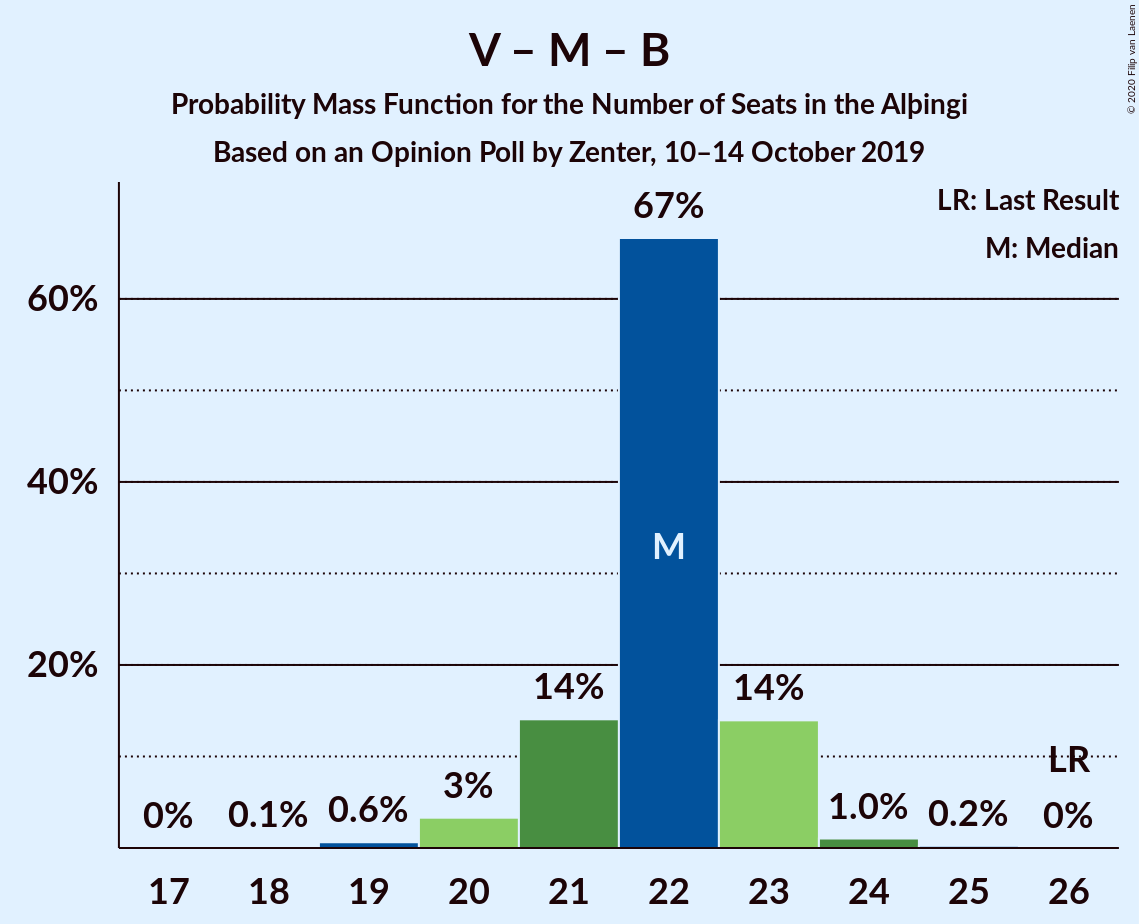 V – M – B
Probability Mass Function for the Number of Seats in the Alþingi
Based on an Opinion Poll by Zenter, 10–14 October 2019
© 2020 Filip van Laenen
LR: Last Result
M: Median
67%
60%
40%
20%
M
14%
14%
LR
0%
0.1%
0.6%
3%
1.0%
0.2%
0%
17 18 19 20 21 22 23 24 25 26